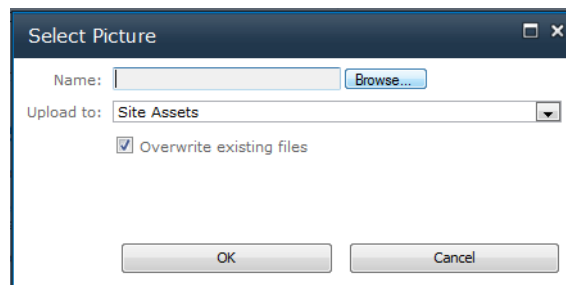 Select Picture
Name: Browse...
Upload to: Site Assets
Overwrite existing files
OK Cancel